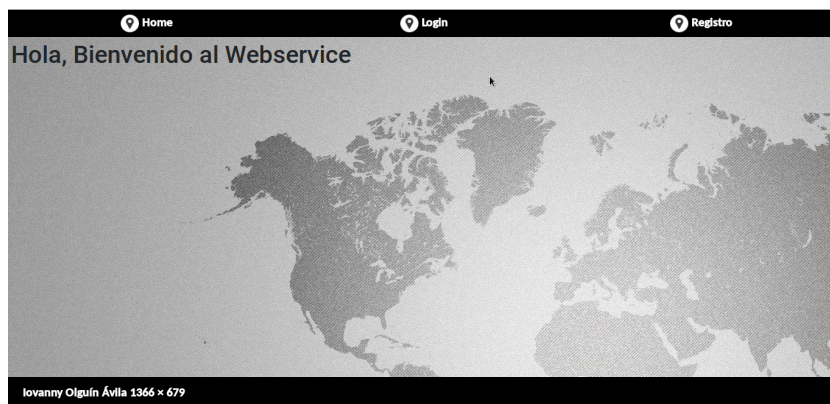 Home
Login
Registro
Hola, Bienvenido al Webservice
Iovanny Olguín Ávila 1366 × 679